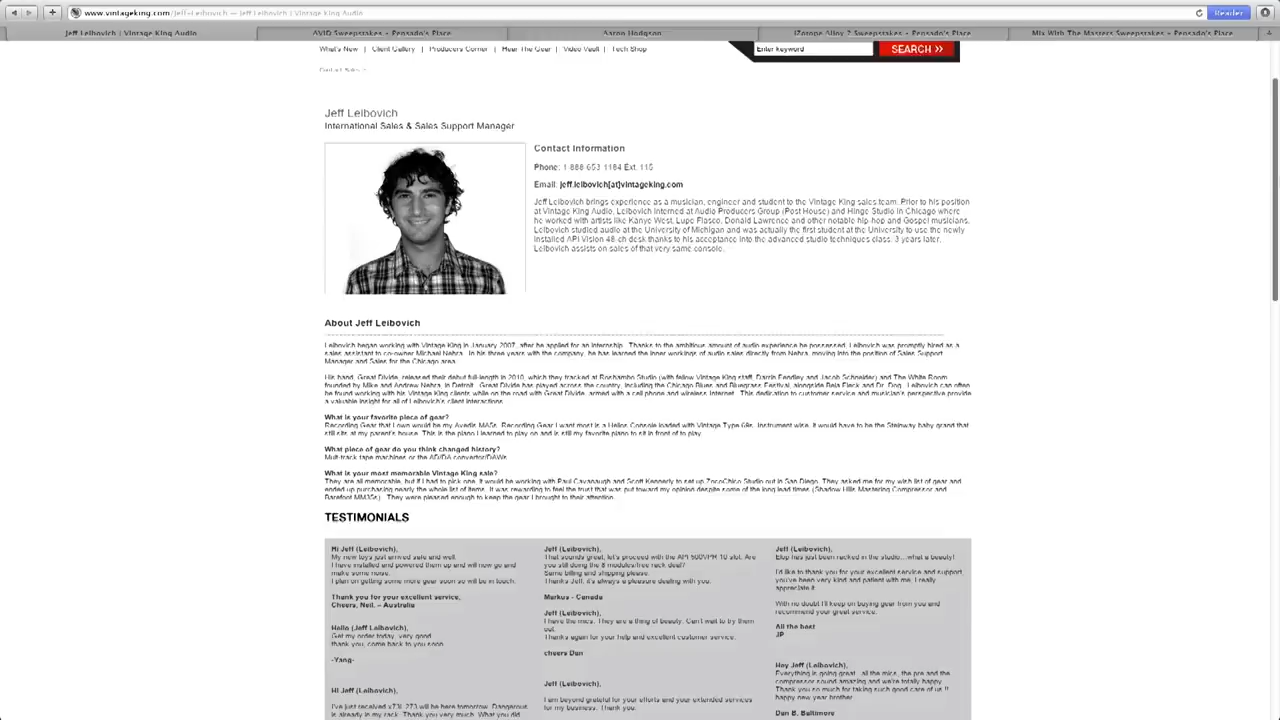 www.vintageking.com/Jeff-Leibovich — Jeff Leibovich | Vintage King Audio
Reader
Jeff Leibovich | Vintage King Audio
AVID Sweepstakes - Pensado's Place
Aaron Hodgson
iZotope Alloy 2 Sweepstakes - Pensado's Place
Mix With The Masters Sweepstakes - Pensado's Place
What's New | Client Gallery | Producers Corner | Hear The Gear | Video Vault | Tech Shop
Enter keyword
SEARCH >>
Contact Sales
Jeff Leibovich
International Sales & Sales Support Manager
Contact Information
Phone: 1-888-653-1184 Ext. 115
Email: jeff.leibovich[at]vintageking.com
Jeff Leibovich brings experience as a musician, engineer and student to the Vintage King sales team. Prior to his position
at Vintage King Audio, Leibovich interned at Audio Producers Group (Post House) and Hinge Studio in Chicago where
he worked with artists like Kanye West, Lupe Fiasco, Donald Lawrence and other notable hip-hop and Gospel musicians.
Leibovich studied audio at the University of Michigan and was actually the first student at the University to use the newly
installed API Vision 48-ch desk thanks to his acceptance into the advanced studio techniques class. 3 years later,
Leibovich assists on sales of that very same console.
About Jeff Leibovich
Leibovich began working with Vintage King in January 2007, after he applied for an internship. Thanks to the ambitious amount of audio experience he possessed, Leibovich was promptly hired as a
sales assistant to co-owner Michael Nehra. In his three years with the company, he has learned the inner workings of audio sales directly from Nehra, moving into the position of Sales Support
Manager and Sales for the Chicago area.
His band, Great Divide, released their debut full-length in 2010, which they tracked at Roshambo Studio (with fellow Vintage King staff, Darrin Fendley and Jacob Schneider) and The White Room
founded by Mike and Andrew Nehra, in Detroit. Great Divide has played across the country, including the Chicago Blues and Bluegrass Festival, alongside Bela Fleck and Dr. Dog. Leibovich can often
be found working with his Vintage King clients while on the road with Great Divide, armed with a cell phone and wireless internet. This dedication to customer service and musician's perspective provide
a valuable insight for all of Leibovich's client interactions.
What is your favorite piece of gear?
Recording Gear that I own would be my Avedis MA5s. Recording Gear I want most is a Helios Console loaded with Vintage Type 69s. Instrument wise, it would have to be the Steinway baby grand that
still sits at my parent's house. This is the piano I learned to play on and is still my favorite piano to sit in front of to play.
What piece of gear do you think changed history?
Multi-track tape machines or the AD/DA convertor/DAWs
What is your most memorable Vintage King sale?
They are all memorable, but if I had to pick one, it would be working with Paul Cavanaugh and Scott Kennerly to set up ZocoChico Studio out in San Diego. They asked me for my wish list of gear and
ended up purchasing nearly the whole list of items. It was rewarding to feel the trust that was put toward my opinion despite some of the long lead times (Shadow Hills Mastering Compressor and
Barefoot MM35s). They were pleased enough to keep the gear I brought to their attention.
TESTIMONIALS
Hi Jeff (Leibovich),
My new toys just arrived safe and well.
I have installed and powered them up and will now go and
make some noise.
I plan on getting some more gear soon so will be in touch.
Thank you for your excellent service,
Cheers, Neil. – Australia
Hello (Jeff Leibovich),
Get my order today, very good
thank you, come back to you soon.
-Yang-
Hi Jeff (Leibovich),
will be here tomorrow. Dangerous
is already in my rack. Thank you very much. What you did
Jeff (Leibovich),
That sounds great, let's proceed with the API 500VPR 10 slot. Are
you still doing the 8 modules/free rack deal?
Same billing and shipping please.
Thanks Jeff, it's always a pleasure dealing with you.
Markus - Canada
Jeff (Leibovich),
I have the mics. They are a thing of beauty. Can't wait to try them
out.
Thanks again for your help and excellent customer service.
cheers Dan
Jeff (Leibovich),
I am beyond grateful for your efforts and your extended services
for my business. Thank you.
Jeff (Leibovich),
Elop has just been racked in the studio...what a beauty!
I'd like to thank you for your excellent service and support,
you've been very kind and patient with me, I really
appreciate it.
With no doubt I'll keep on buying gear from you and
recommend your great service.
All the best
JP
Hey Jeff (Leibovich),
Everything is going great.. all the mics, the pre and the
compressor sound amazing and we're totally happy.
Thank you so much for taking such good care of us !!
happy new year brother
Dan B. Baltimore